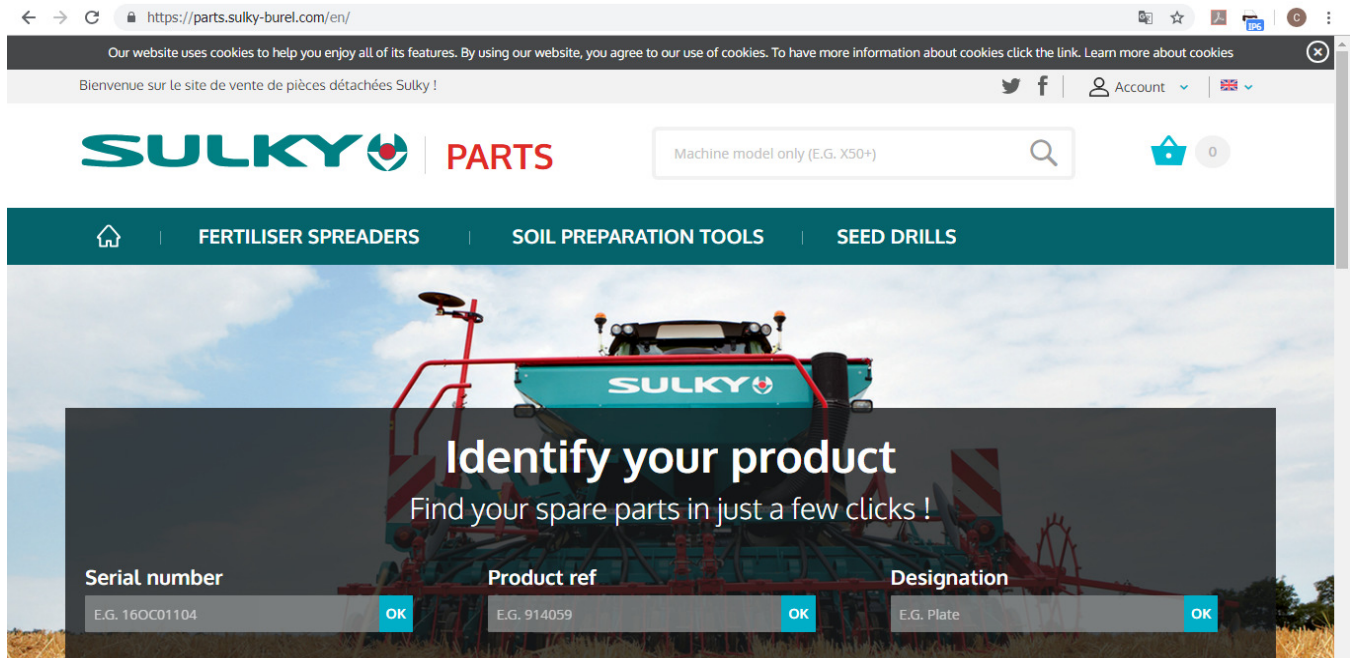 https://parts.sulky-burel.com/en/
IP6
C
Our website uses cookies to help you enjoy all of its features. By using our website, you agree to our use of cookies. To have more information about cookies click the link. Learn more about cookies
Bienvenue sur le site de vente de pièces détachées Sulky !
Account
SULKY PARTS
Machine model only (E.G. X50+)
0
FERTILISER SPREADERS
SOIL PREPARATION TOOLS
SEED DRILLS
SULKY
Identify your product
Find your spare parts in just a few clicks !
Serial number
Product ref
Designation
E.G. 16OC01104
OK
E.G. 914059
OK
E.G. Plate
OK